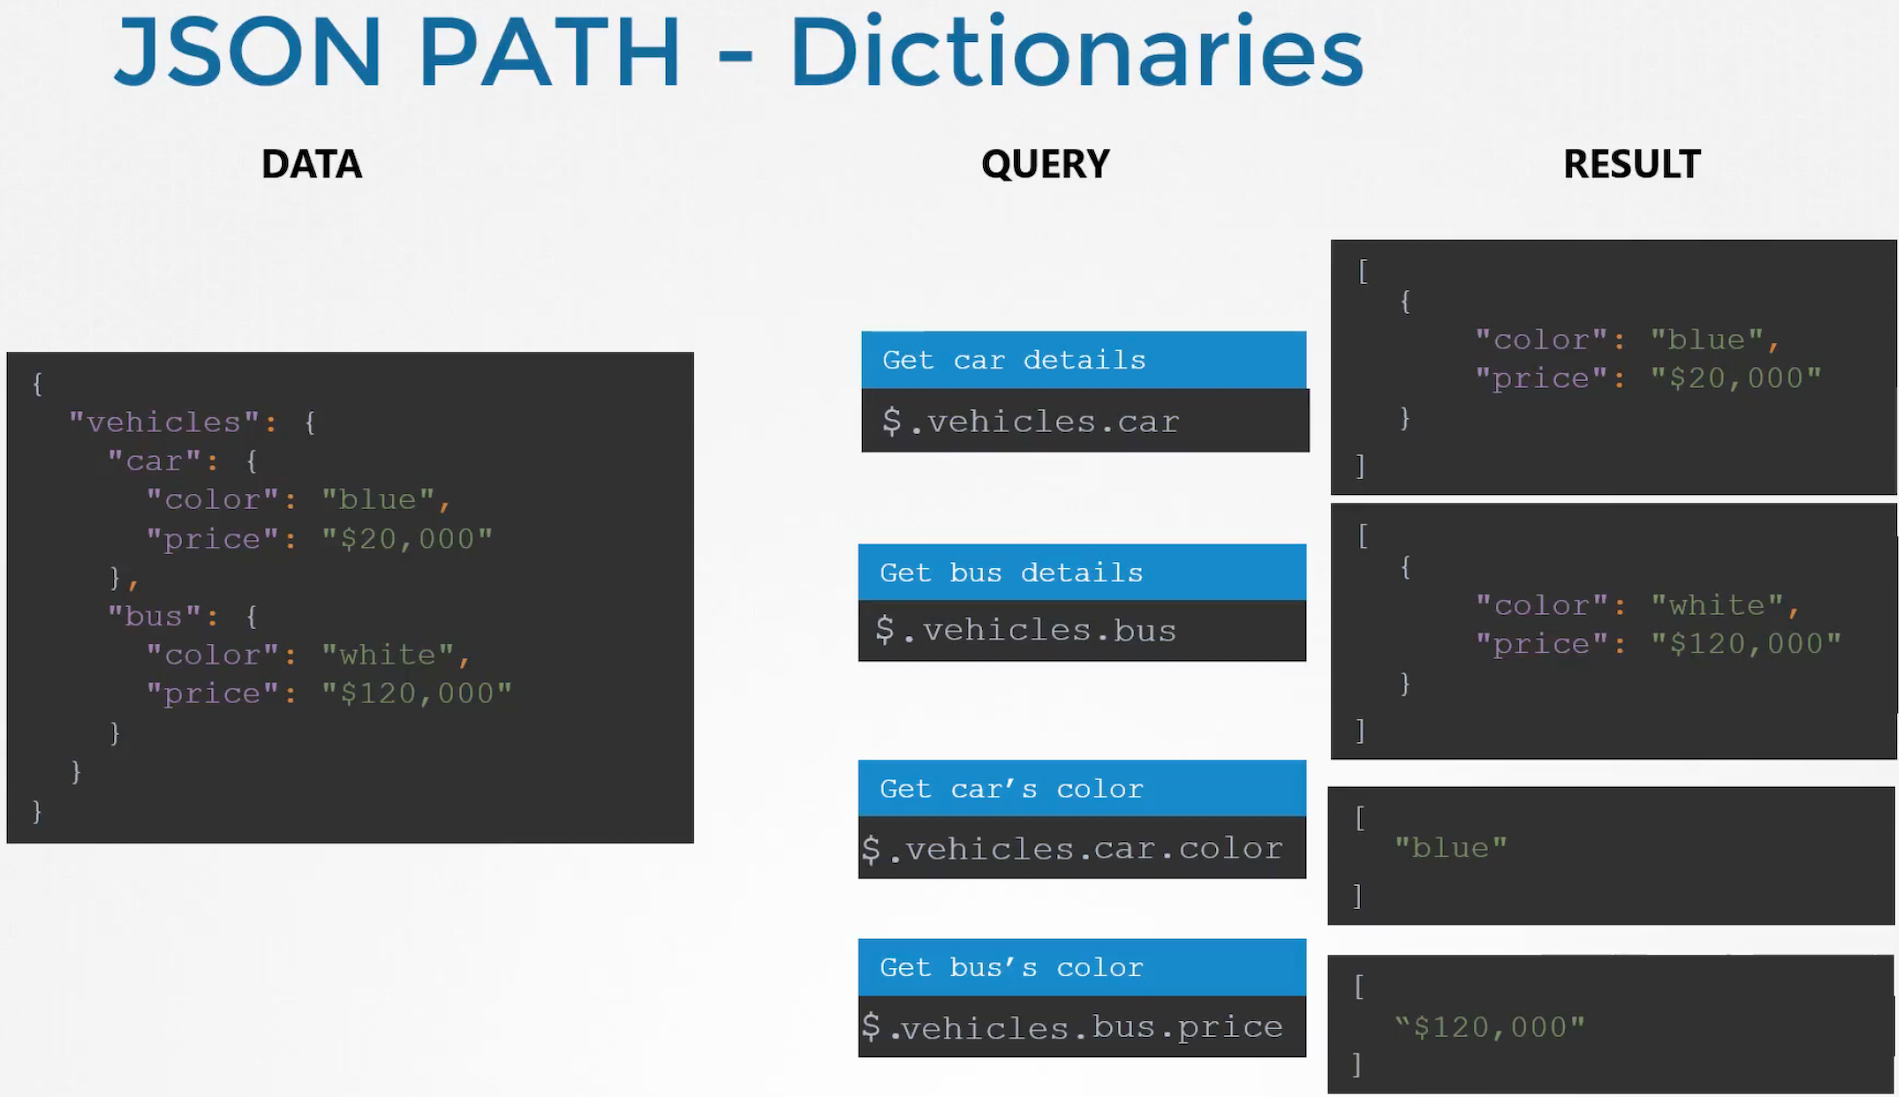 JSON PATH - Dictionaries
DATA
QUERY
RESULT
{
"vehicles": {
"car": {
"color": "blue",
"price": "$20,000"
},
"bus": {
"color": "white",
"price": "$120,000"
}
}
}
Get car details
$.vehicles.car
[
{
"color": "blue",
"price": "$20,000"
}
]
Get bus details
$.vehicles.bus
[
{
"color": "white",
"price": "$120,000"
}
]
Get car’s color
$.vehicles.car.color
[
"blue"
]
Get bus’s color
$.vehicles.bus.price
[
“$120,000"
]